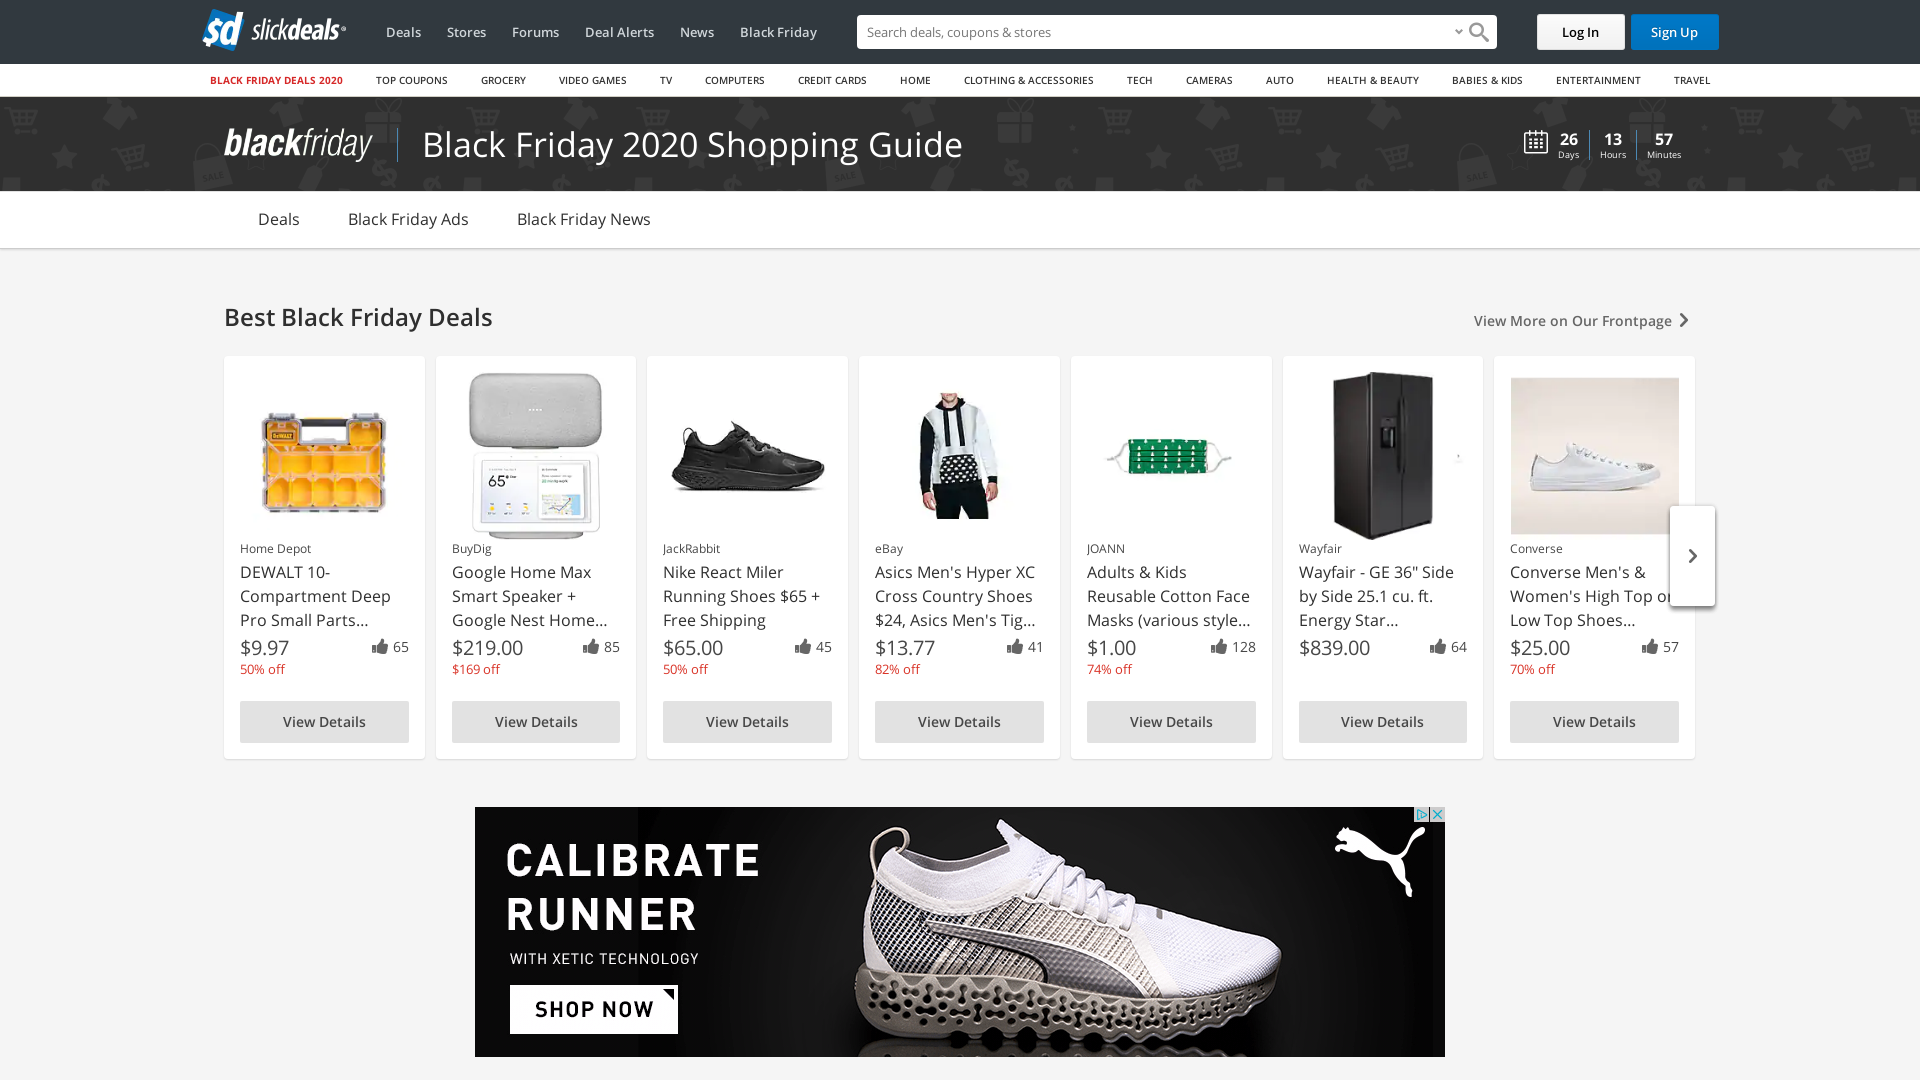 sd slickdeals
Deals Stores Forums Deal Alerts News Black Friday Search deals, coupons & stores Log In Sign Up
BLACK FRIDAY DEALS 2020 TOP COUPONS GROCERY VIDEO GAMES TV COMPUTERS CREDIT CARDS HOME CLOTHING & ACCESSORIES TECH CAMERAS AUTO HEALTH & BEAUTY BABIES & KIDS ENTERTAINMENT TRAVEL
blackfriday Black Friday 2020 Shopping Guide
26 13 57
Days Hours Minutes
Deals Black Friday Ads Black Friday News
Best Black Friday Deals
View More on Our Frontpage
Home Depot
DEWALT 10-
Compartment Deep
Pro Small Parts...
$9.97 65
50% off
View Details
BuyDig
Google Home Max
Smart Speaker +
Google Nest Home...
$219.00 85
$169 off
View Details
JackRabbit
Nike React Miler
Running Shoes $65 +
Free Shipping
$65.00 45
50% off
View Details
eBay
Asics Men's Hyper XC
Cross Country Shoes
$24, Asics Men's Tig...
$13.77 41
82% off
View Details
JOANN
Adults & Kids
Reusable Cotton Face
Masks (various style...
$1.00 128
74% off
View Details
Wayfair
Wayfair - GE 36" Side
by Side 25.1 cu. ft.
Energy Star...
$839.00 64
View Details
Converse
Converse Men's &
Women's High Top or
Low Top Shoes...
$25.00 57
70% off
View Details
CALIBRATE
RUNNER
WITH XETIC TECHNOLOGY
SHOP NOW